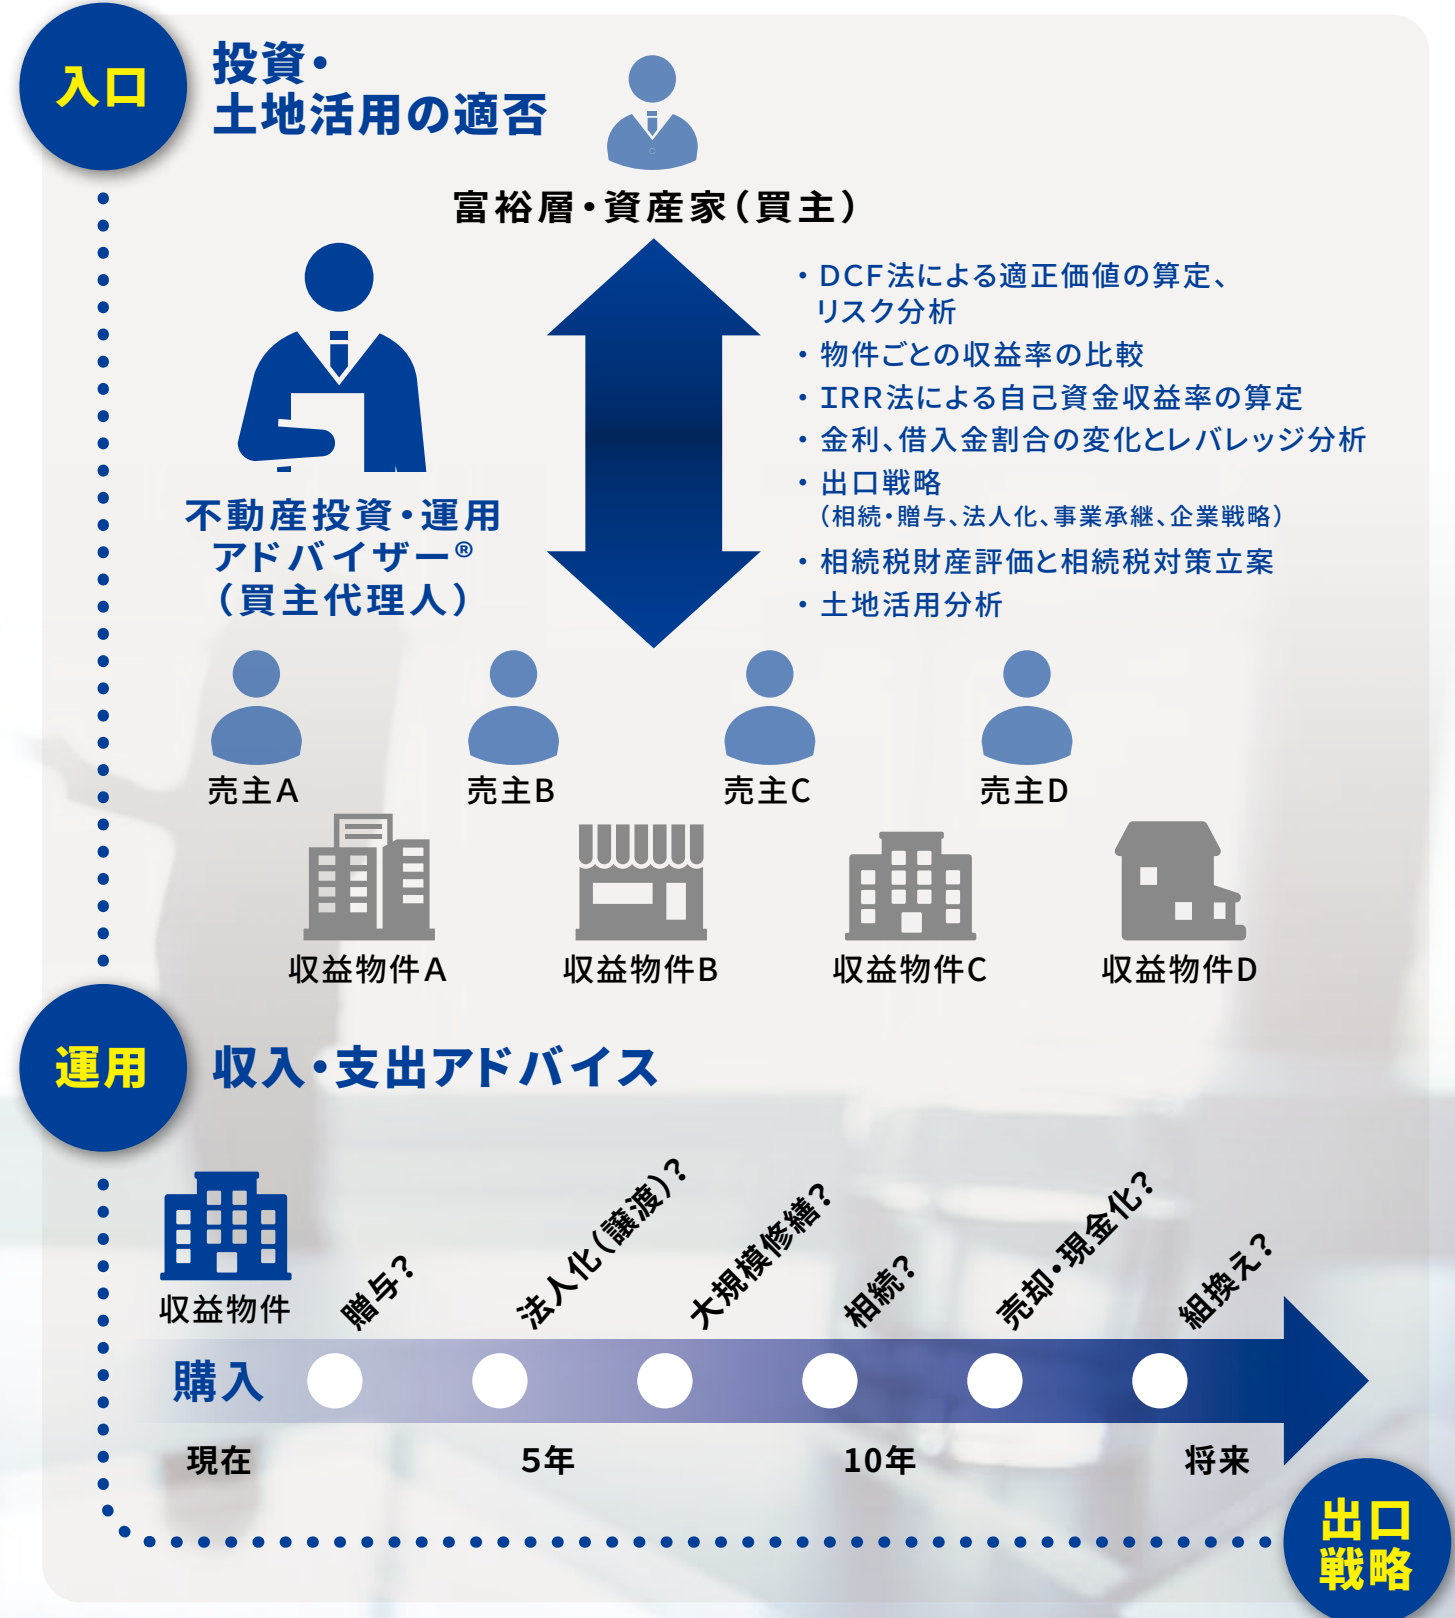 入口
投資・
土地活用の適否
富裕層・資産家（買主）
不動産投資・運用
アドバイザー®
（買主代理人）
・DCF法による適正価値の算定、
リスク分析
・物件ごとの収益率の比較
・IRR法による自己資金収益率の算定
・金利、借入金割合の変化とレバレッジ分析
・出口戦略
（相続・贈与、法人化、事業承継、企業戦略）
・相続税財産評価と相続税対策立案
・土地活用分析
売主A
売主B
売主C
売主D
収益物件A
収益物件B
収益物件C
収益物件D
運用
収入・支出アドバイス
収益物件
贈与？
法人化（譲渡）？
大規模修繕？
相続？
売却・現金化？
組換え？
購入
現在
5年
10年
将来
出口
戦略